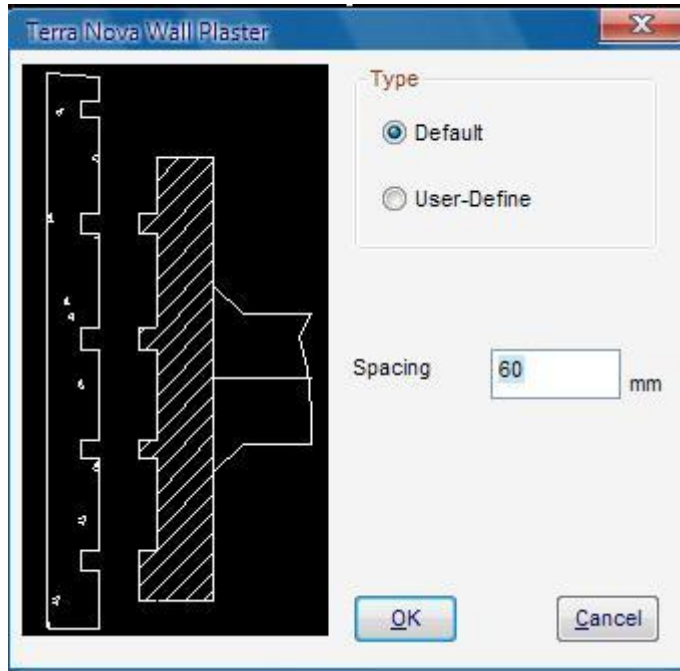 Terra Nova Wall Plaster
Type
Default
User-Define
Spacing 60 mm
OK Cancel